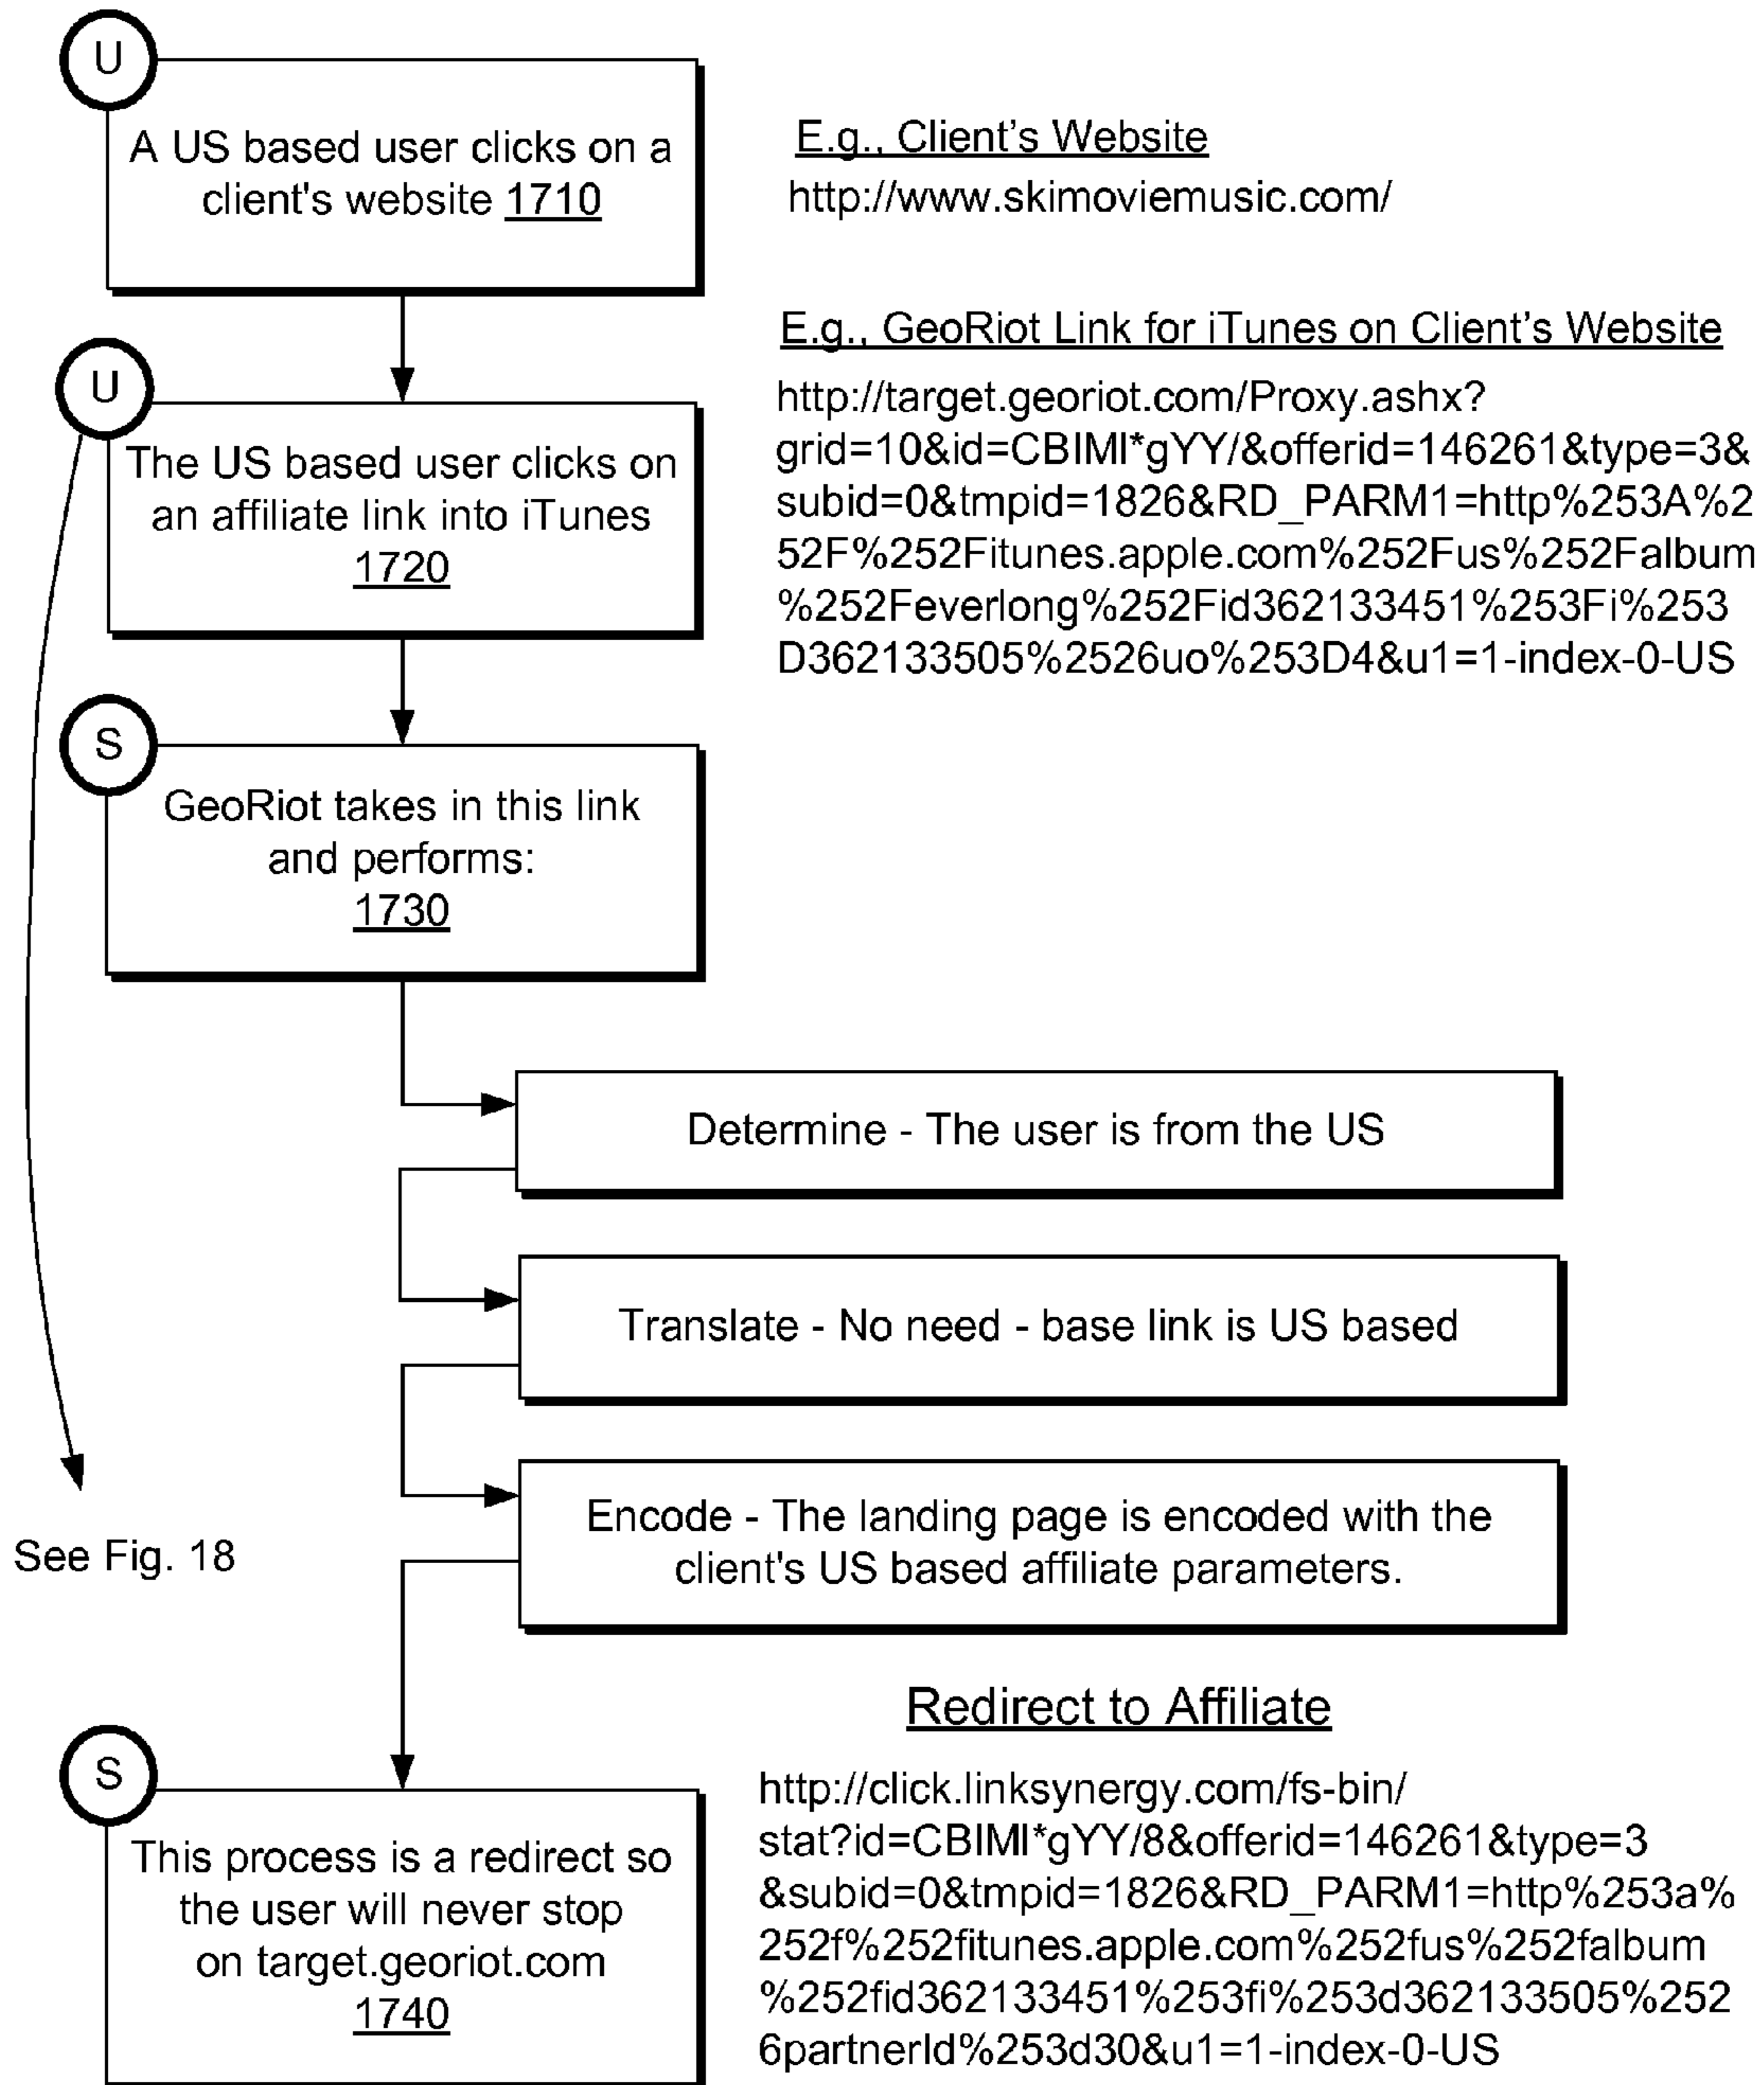 U
A US based user clicks on a
client's website 1710
E.g., Client's Website
http://www.skimoviemusic.com/
U
The US based user clicks on
an affiliate link into iTunes
1720
E.g., GeoRiot Link for iTunes on Client's Website
http://target.georiot.com/Proxy.ashx?
grid=10&id=CBIMl*gYY/&offerid=146261&type=3&
subid=0&tmpid=1826&RD_PARM1=http%253A%2
52F%252Fitunes.apple.com%252Fus%252Falbum
%252Feverlong%252Fid362133451%253Fi%253
D362133505%2526uo%253D4&u1=1-index-0-US
S
GeoRiot takes in this link
and performs:
1730
Determine - The user is from the US
Translate - No need - base link is US based
Encode - The landing page is encoded with the
client's US based affiliate parameters.
See Fig. 18
S
This process is a redirect so
the user will never stop
on target.georiot.com
1740
Redirect to Affiliate
http://click.linksynergy.com/fs-bin/
stat?id=CBIMl*gYY/8&offerid=146261&type=3
&subid=0&tmpid=1826&RD_PARM1=http%253a%
252f%252fitunes.apple.com%252fus%252falbum
%252fid362133451%253fi%253d362133505%252
6partnerId%253d30&u1=1-index-0-US